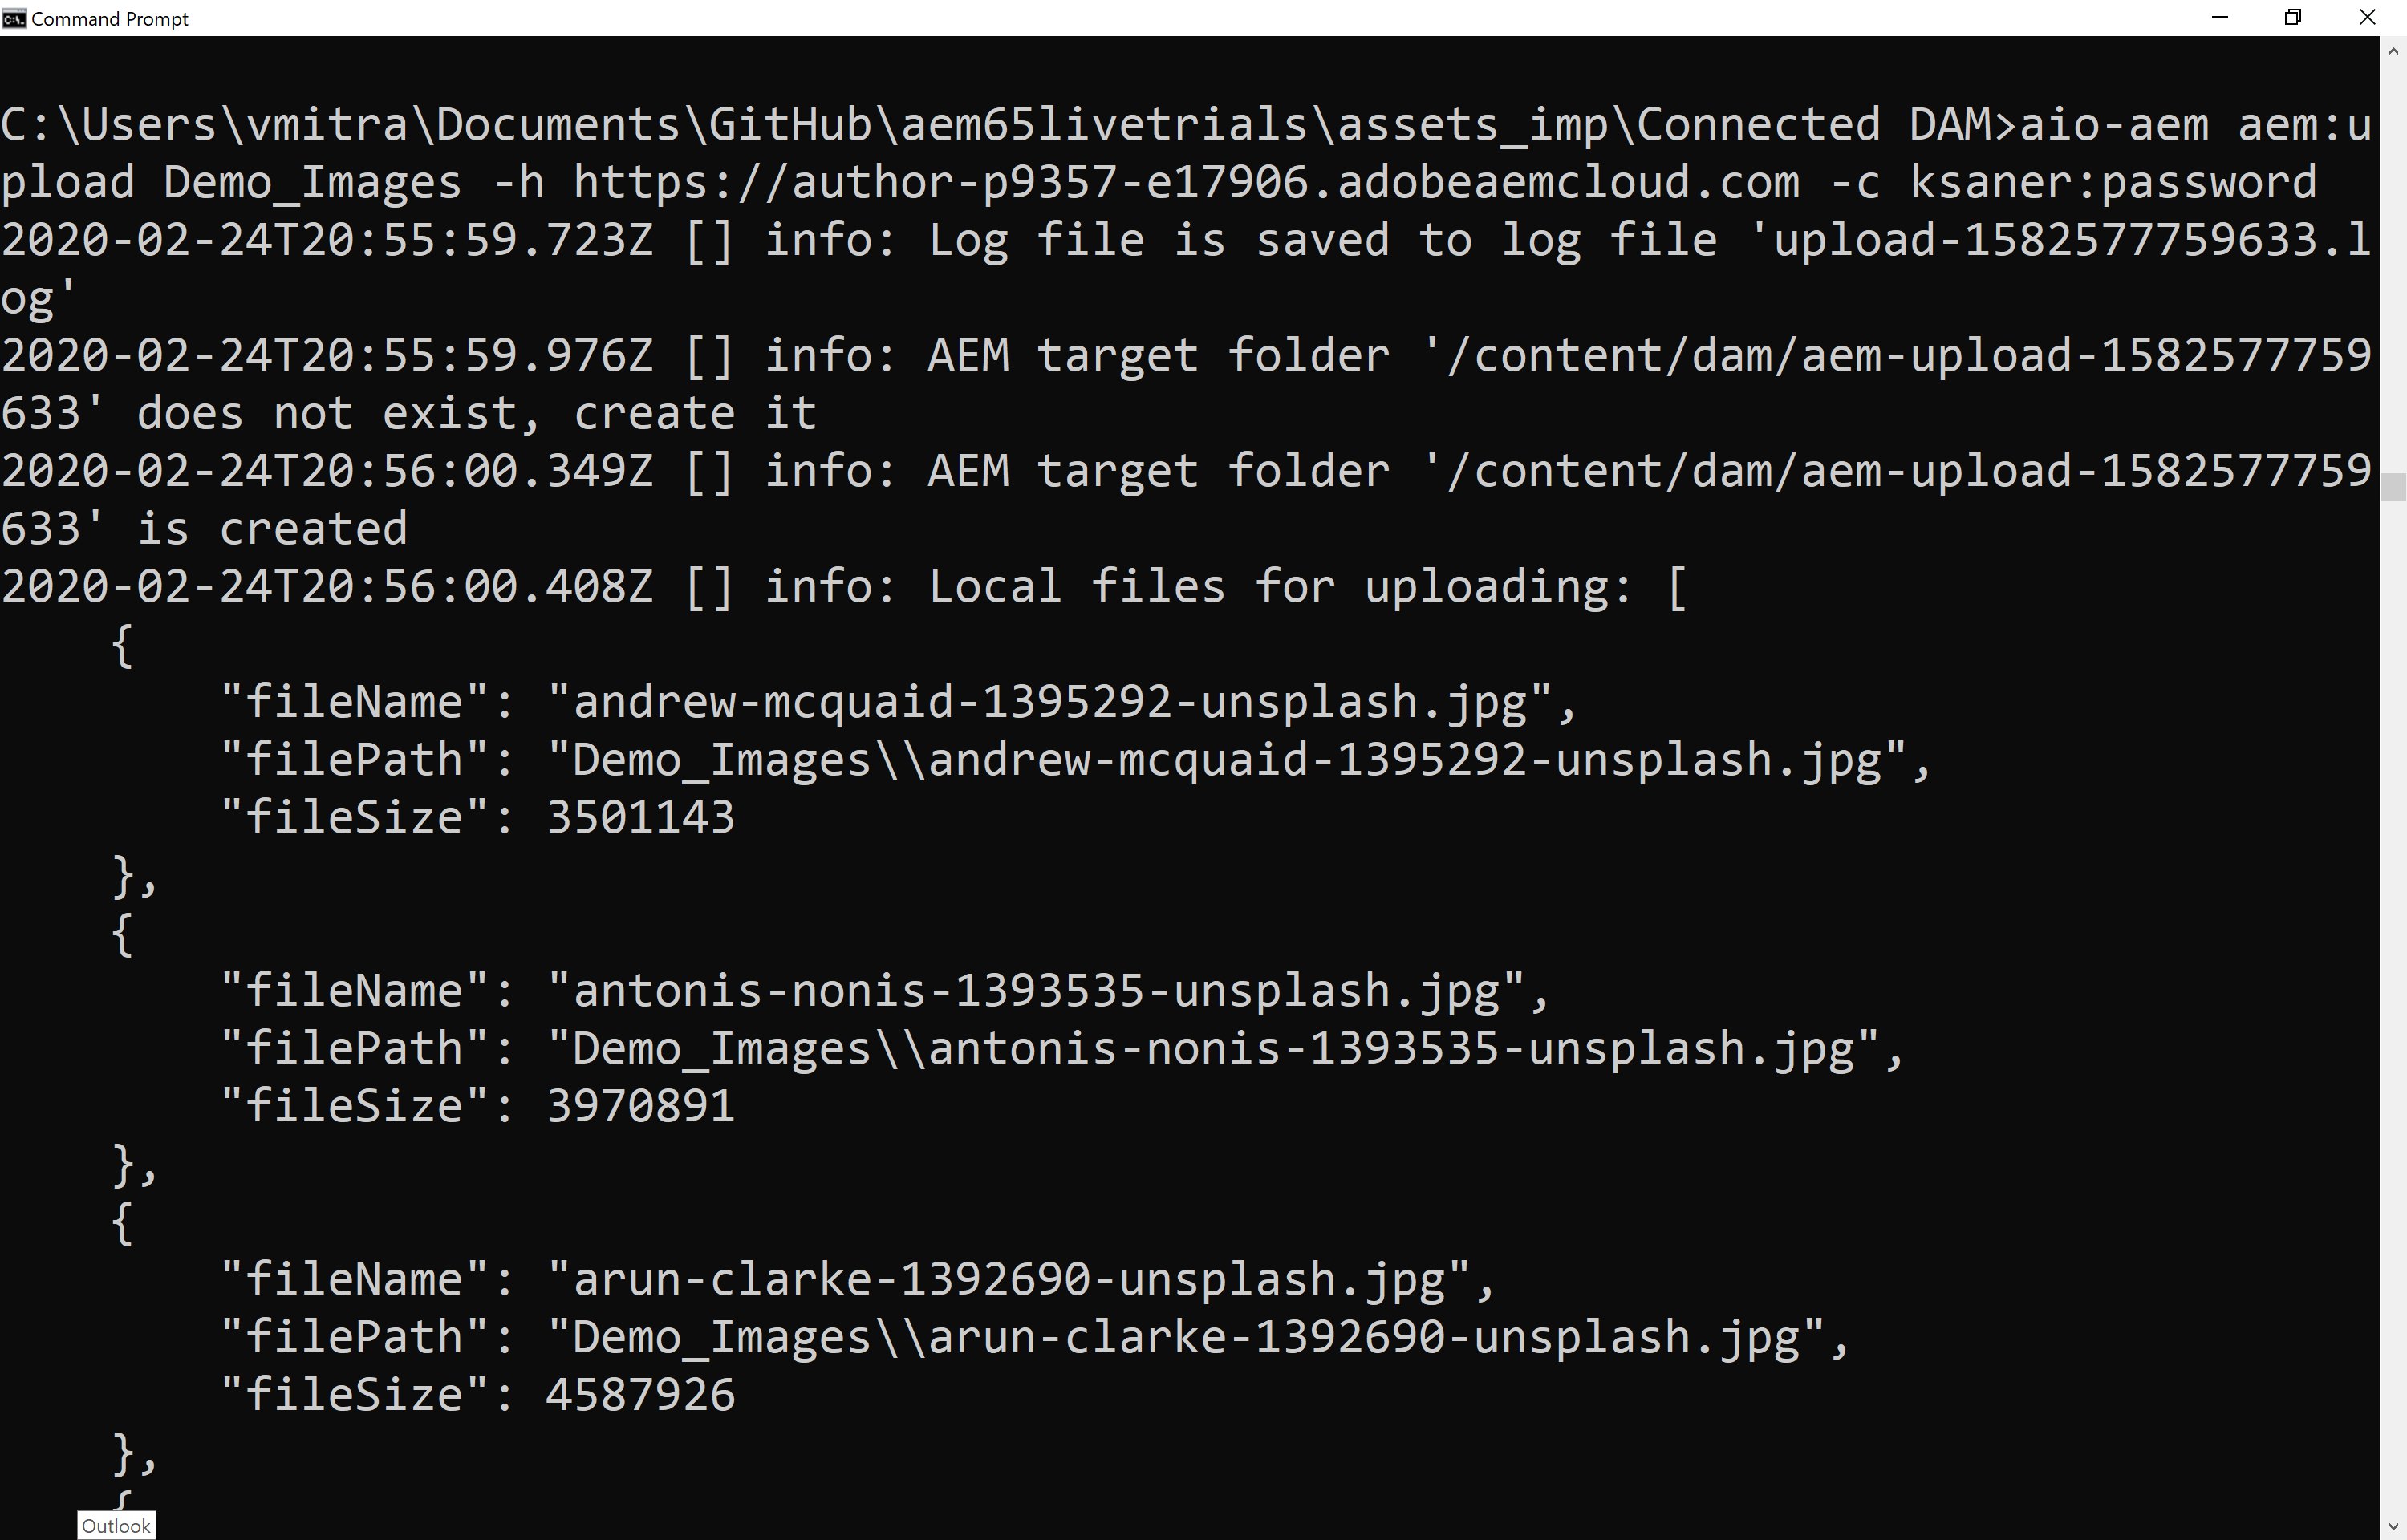 Command Prompt
C:\Users\vmitra\Documents\GitHub\aem65livetrials\assets_imp\Connected DAM>aio-aem aem:u
pload Demo_Images -h https://author-p9357-e17906.adobeaemcloud.com -c ksaner:password
2020-02-24T20:55:59.723Z [] info: Log file is saved to log file 'upload-1582577759633.l
og'
2020-02-24T20:55:59.976Z [] info: AEM target folder '/content/dam/aem-upload-1582577759
633' does not exist, create it
2020-02-24T20:56:00.349Z [] info: AEM target folder '/content/dam/aem-upload-1582577759
633' is created
2020-02-24T20:56:00.408Z [] info: Local files for uploading: [
    {
        "fileName": "andrew-mcquaid-1395292-unsplash.jpg",
        "filePath": "Demo_Images\\andrew-mcquaid-1395292-unsplash.jpg",
        "fileSize": 3501143
    },
    {
        "fileName": "antonis-nonis-1393535-unsplash.jpg",
        "filePath": "Demo_Images\\antonis-nonis-1393535-unsplash.jpg",
        "fileSize": 3970891
    },
    {
        "fileName": "arun-clarke-1392690-unsplash.jpg",
        "filePath": "Demo_Images\\arun-clarke-1392690-unsplash.jpg",
        "fileSize": 4587926
    },
    {
Outlook